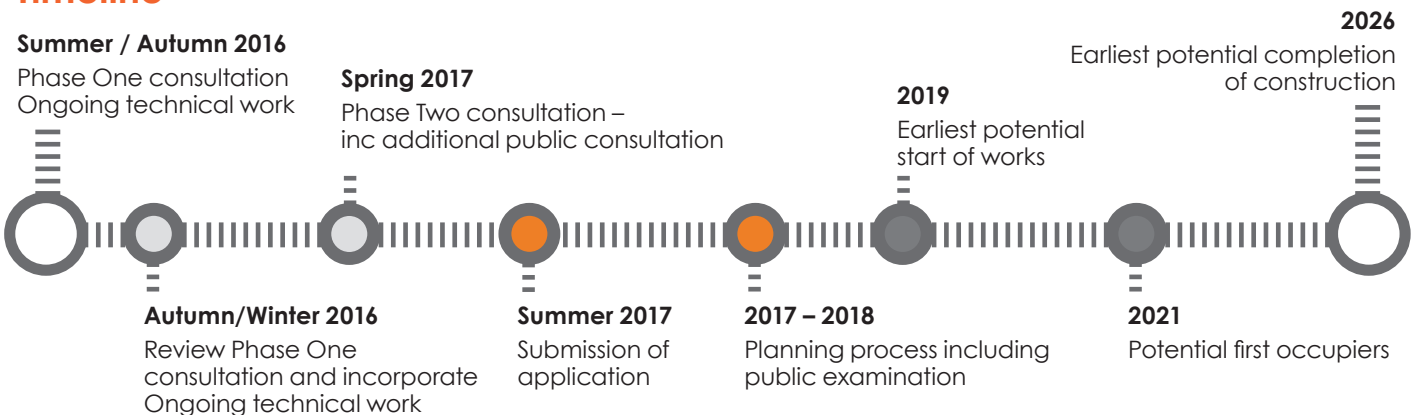 Timeline
Summer / Autumn 2016
Phase One consultation
Ongoing technical work
Autumn/Winter 2016
Review Phase One
consultation and incorporate
Ongoing technical work
Spring 2017
Phase Two consultation –
inc additional public consultation
Summer 2017
Submission of
application
2017 – 2018
Planning process including
public examination
2019
Earliest potential
start of works
2021
Potential first occupiers
2026
Earliest potential completion
of construction